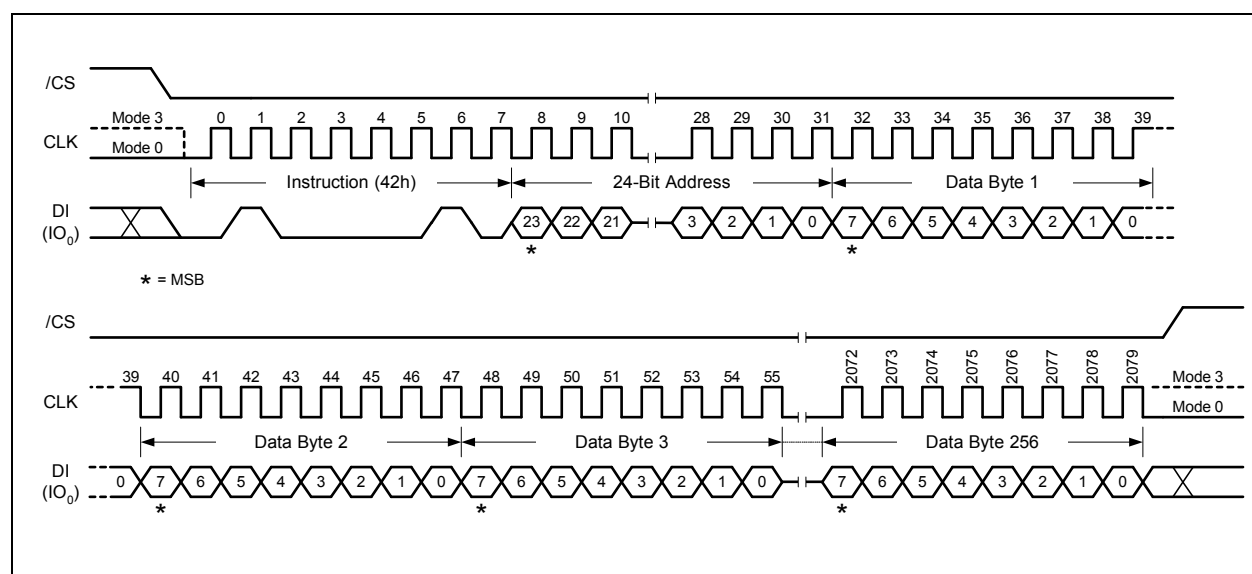 /CS
Mode 3 0 1 2 3 4 5 6 7 8 9 10 28 29 30 31 32 33 34 35 36 37 38 39
CLK
Mode 0
Instruction (42h) 24-Bit Address Data Byte 1
DI
(IO0)
23 22 21 3 2 1 0 7 6 5 4 3 2 1 0
* *
* = MSB
/CS
39 40 41 42 43 44 45 46 47 48 49 50 51 52 53 54 55 2072 2073 2074 2075 2076 2077 2078 2079
CLK
Mode 3
Mode 0
Data Byte 2 Data Byte 3 Data Byte 256
DI
(IO0)
0 7 6 5 4 3 2 1 0 7 6 5 4 3 2 1 0 7 6 5 4 3 2 1 0
* * *